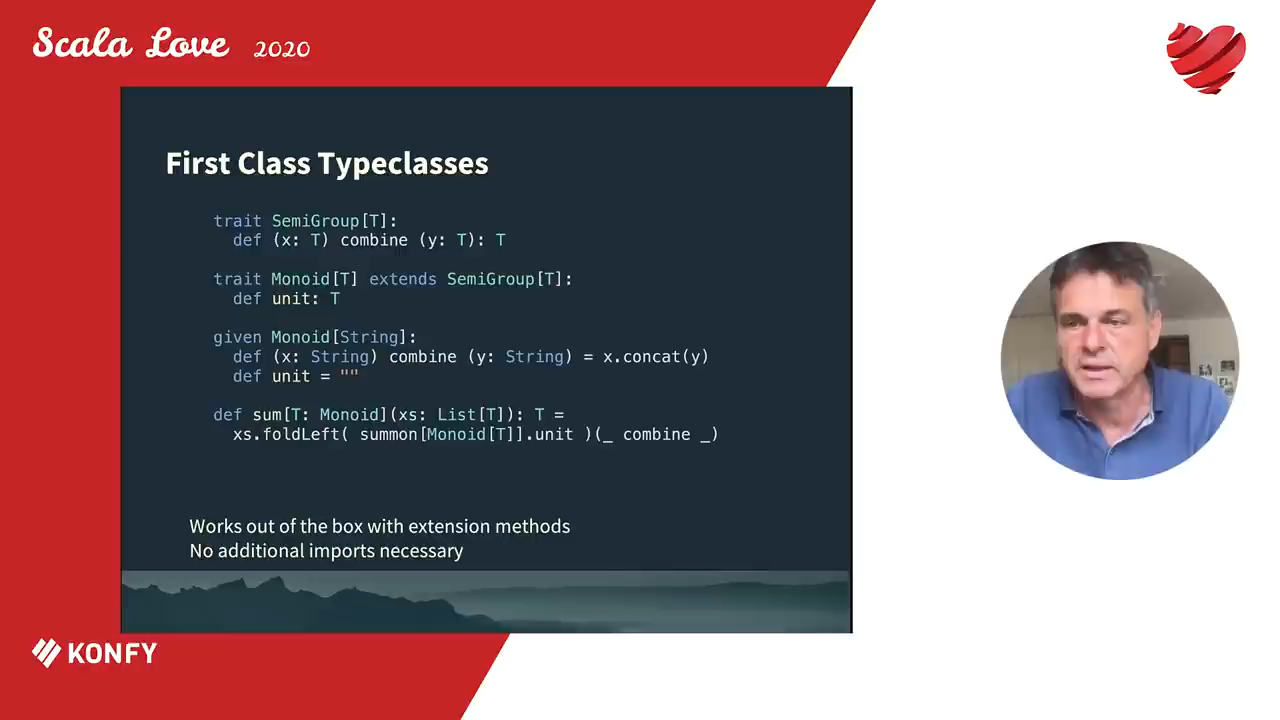 Scala Love 2020
First Class Typeclasses
trait SemiGroup[T]:
  def (x: T) combine (y: T): T
trait Monoid[T] extends SemiGroup[T]:
  def unit: T
given Monoid[String]:
  def (x: String) combine (y: String) = x.concat(y)
  def unit = ""
def sum[T: Monoid](xs: List[T]): T =
  xs.foldLeft( summon[Monoid[T]].unit )(_ combine _)
Works out of the box with extension methods
No additional imports necessary
KONFY